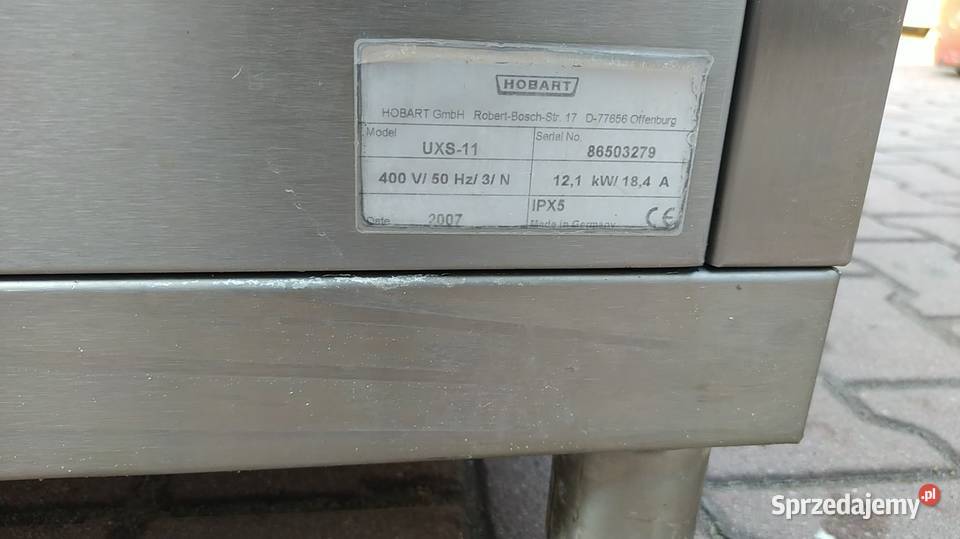 HOBART
HOBART GmbH Robert-Bosch-Str. 17 D-77656 Offenburg
Model UXS-11 Serial No. 86503279
400 V/ 50 Hz/ 3/ N 12,1 kW/ 18,4 A
IPX5
Date 2007 Made in Germany CE
Sprzedajemy.pl